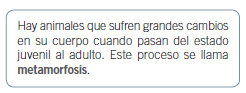 Hay animales que sufren grandes cambios
en su cuerpo cuando pasan del estado
juvenil al adulto. Este proceso se llama
metamorfosis.